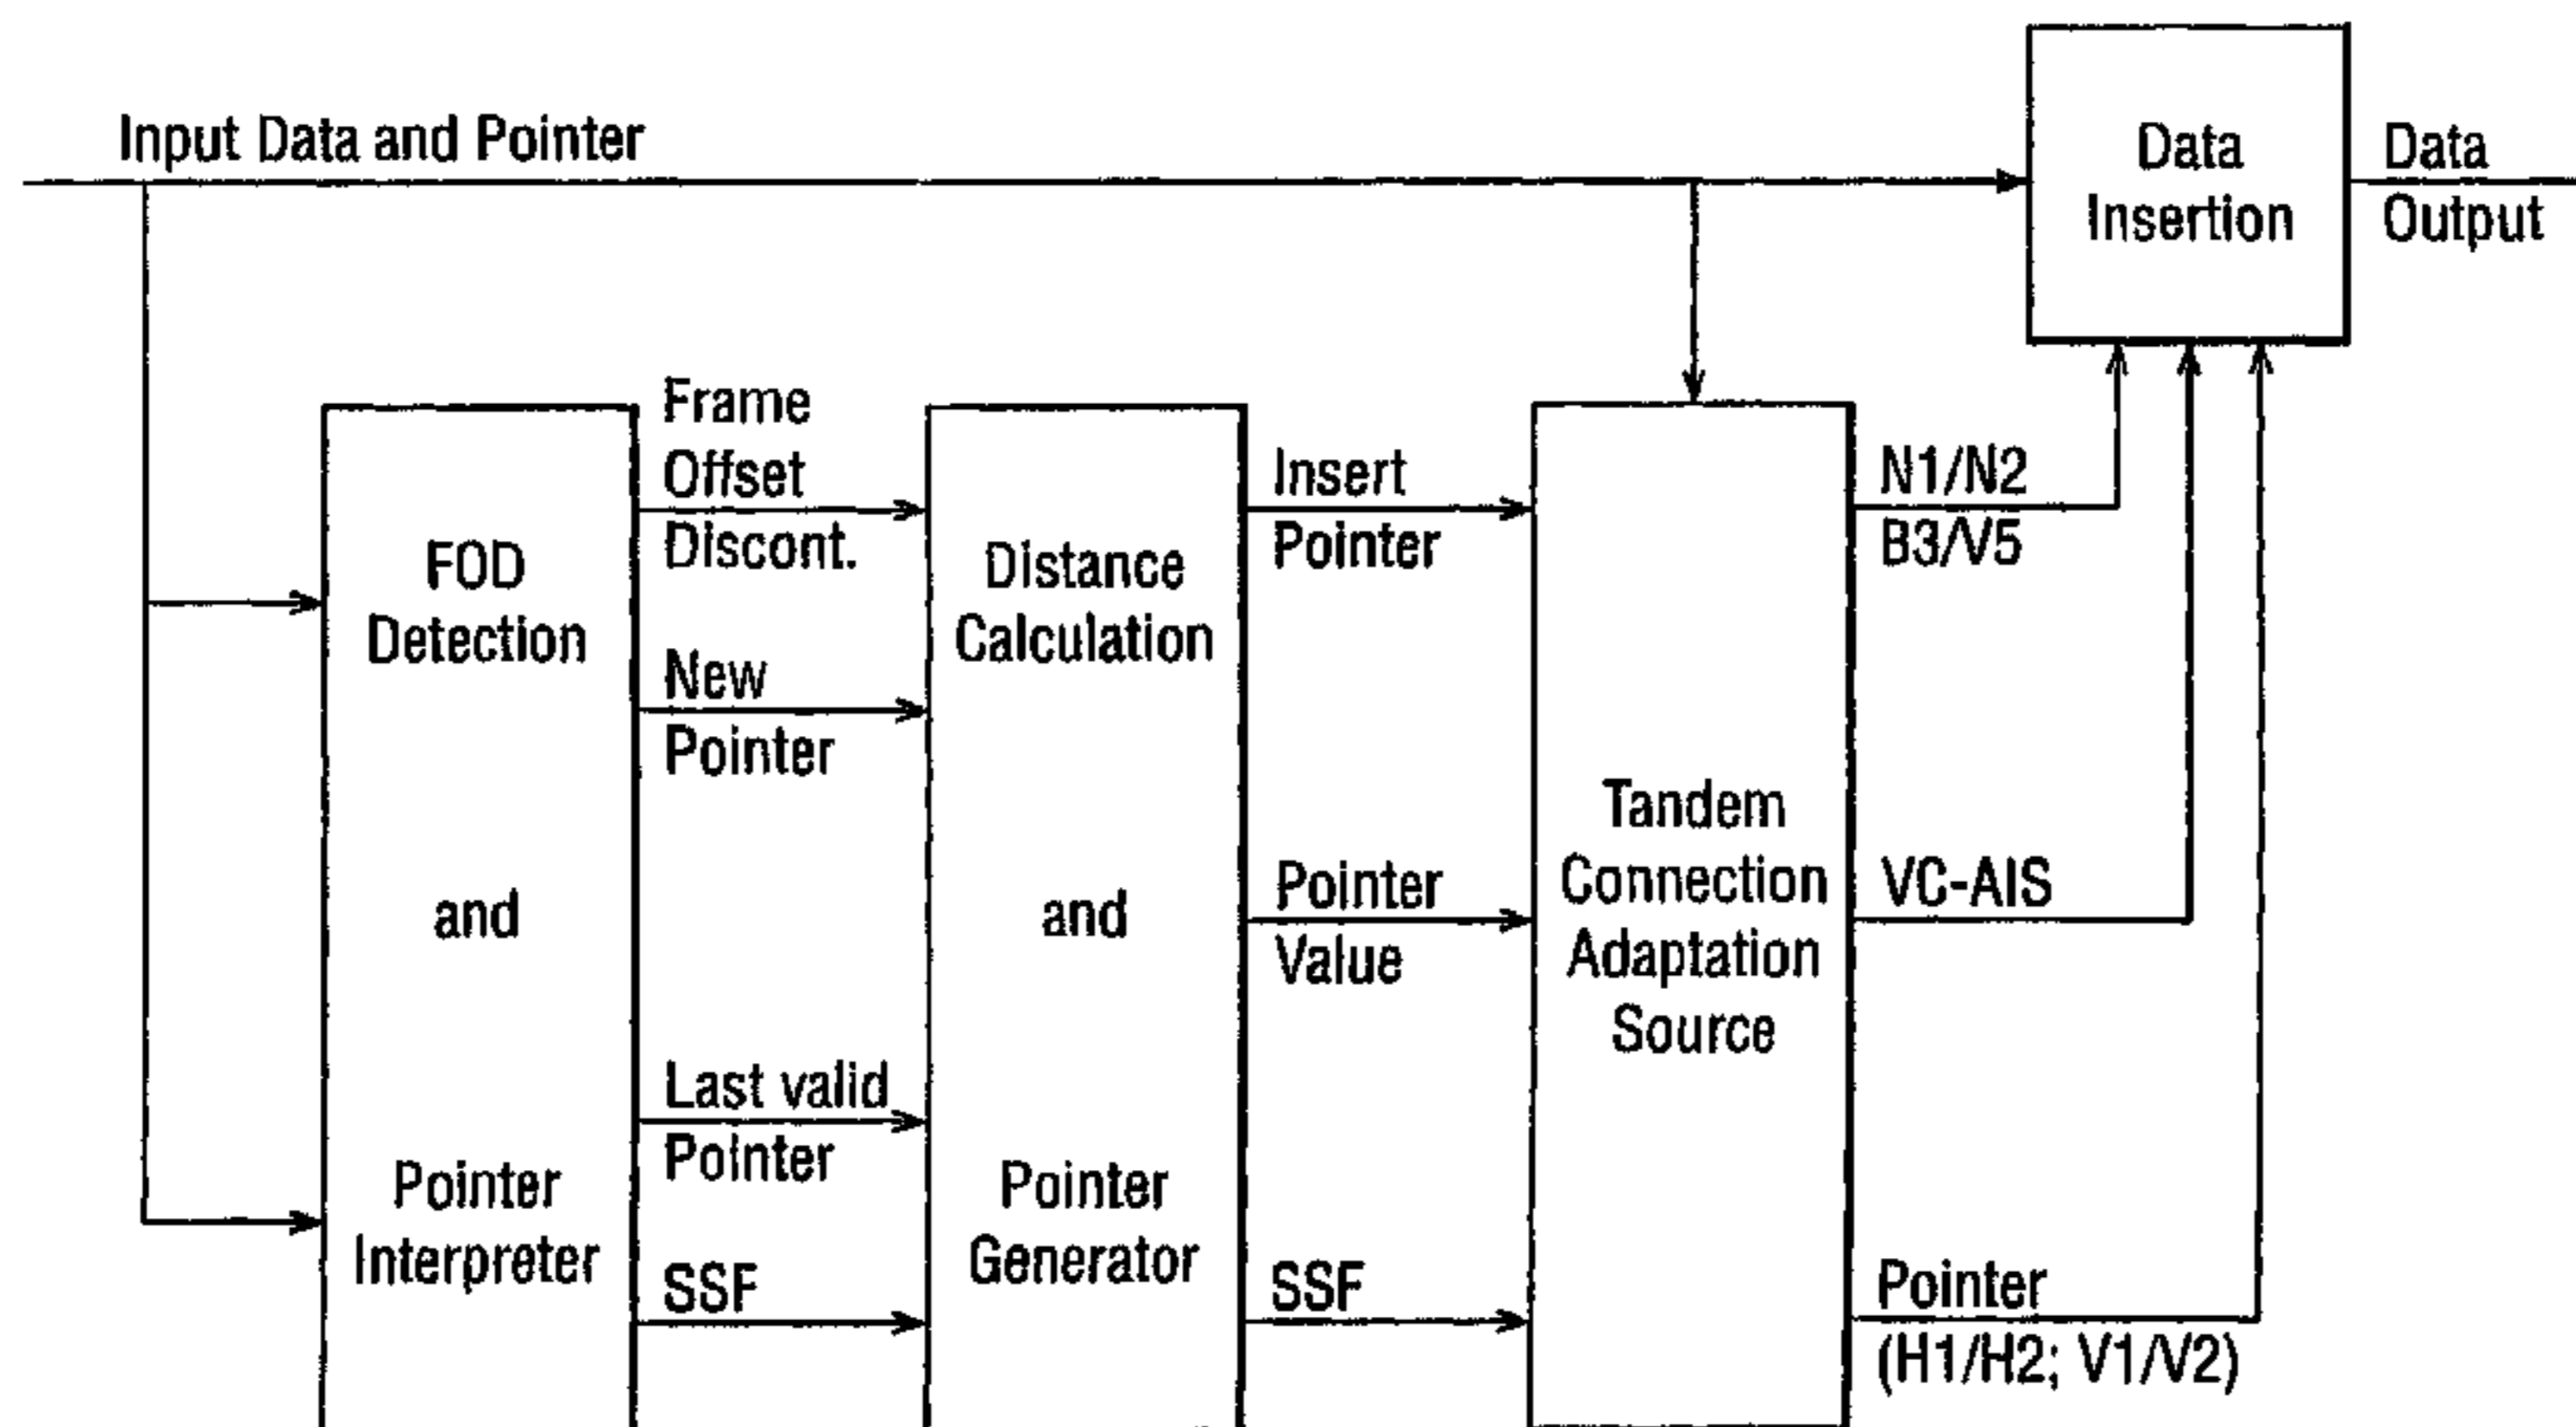 Input Data and Pointer
Data
Insertion
Data
Output
FOD
Detection
and
Pointer
Interpreter
Frame
Offset
Discont.
New
Pointer
Last valid
Pointer
SSF
Distance
Calculation
and
Pointer
Generator
Insert
Pointer
Pointer
Value
SSF
Tandem
Connection
Adaptation
Source
N1/N2
B3/V5
VC-AIS
Pointer
(H1/H2; V1/V2)